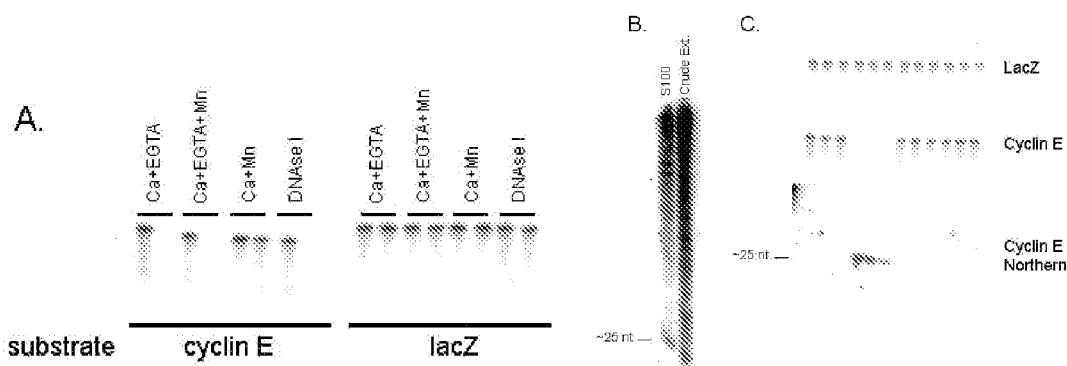 A.
Ca+EGTA
Ca+EGTA+Mn
Ca+Mn
DNAse I
Ca+EGTA
Ca+EGTA+Mn
Ca+Mn
DNAse I
substrate
cyclin E
lacZ
B.
S100
Crude Ext.
~25 nt.
C.
LacZ
Cyclin E
~25 nt.
Cyclin E
Northern